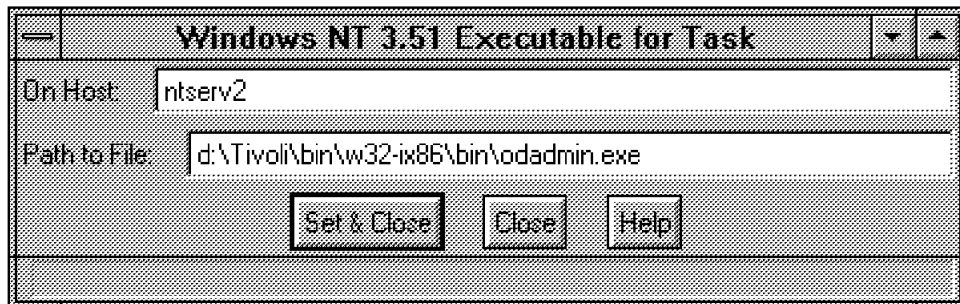 Windows NT 3.51 Executable for Task
On Host: ntserv2
Path to File: d:\Tivoli\bin\w32-ix86\bin\odadmin.exe
Set & Close Close Help